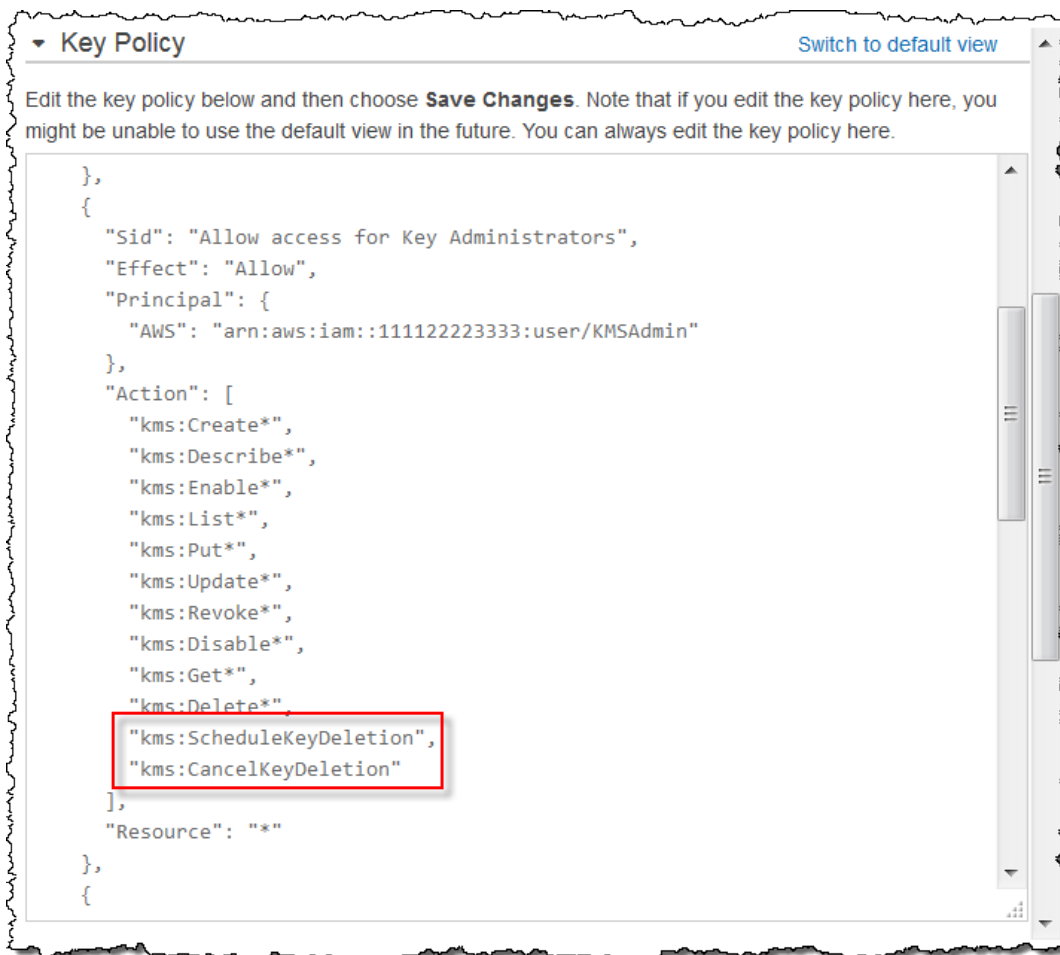 Key Policy
Switch to default view
Edit the key policy below and then choose Save Changes. Note that if you edit the key policy here, you
might be unable to use the default view in the future. You can always edit the key policy here.
},
{
"Sid": "Allow access for Key Administrators",
"Effect": "Allow",
"Principal": {
"AWS": "arn:aws:iam::111122223333:user/KMSAdmin"
},
"Action": [
"kms:Create*",
"kms:Describe*",
"kms:Enable*",
"kms:List*",
"kms:Put*",
"kms:Update*",
"kms:Revoke*",
"kms:Disable*",
"kms:Get*",
"kms:Delete*",
"kms:ScheduleKeyDeletion",
"kms:CancelKeyDeletion"
],
"Resource": "*"
},
{